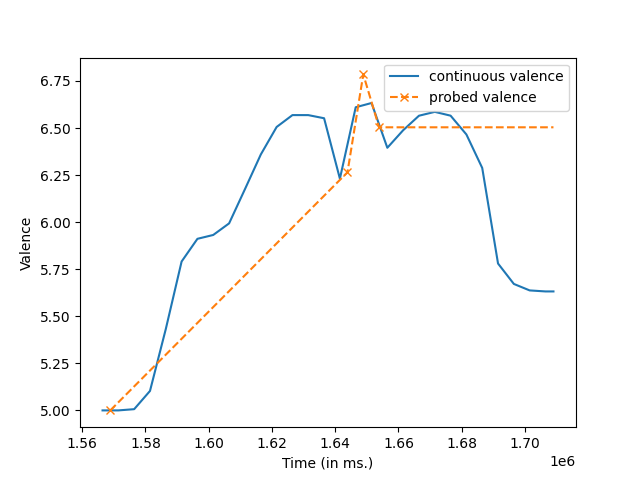 continuous valence
probed valence
6.75
6.50
6.25
6.00
5.75
5.50
5.25
5.00
Valence
1.56 1.58 1.60 1.62 1.64 1.66 1.68 1.70
1e6
Time (in ms.)